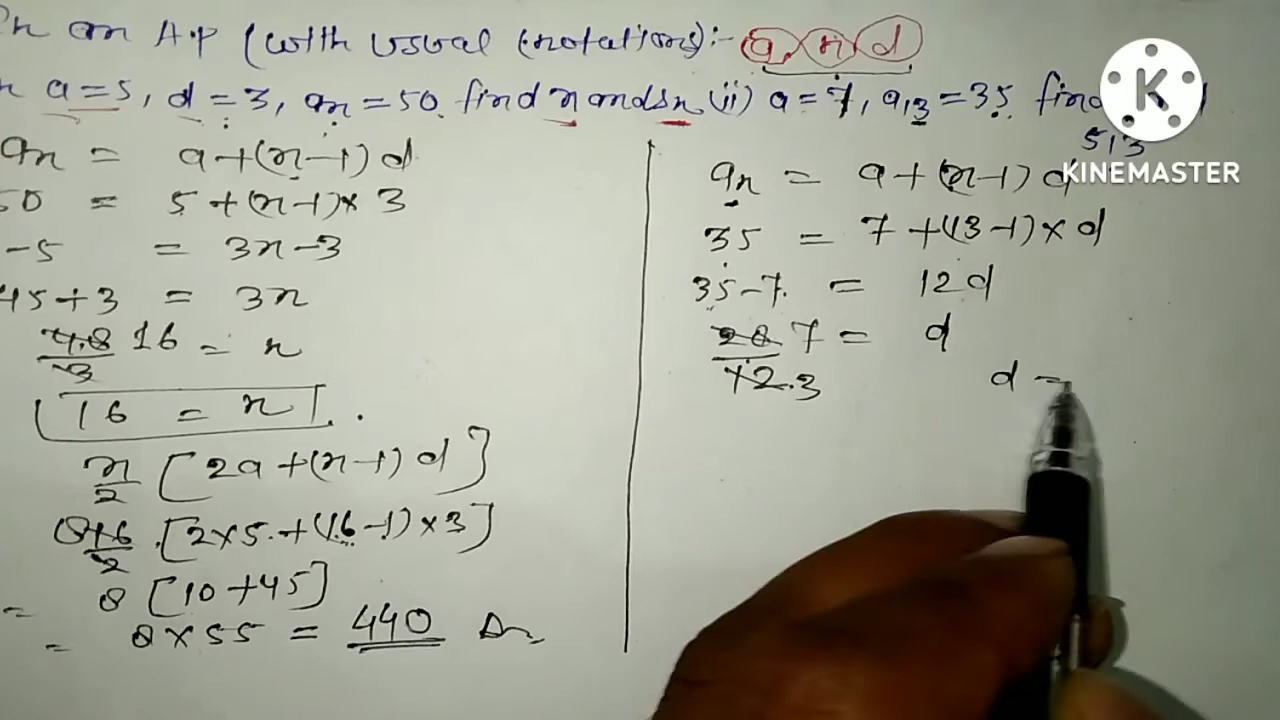 In an A.P (with usual (notations):- a, n, d
a=5, d=3, an=50 find n and Sn (ii) a=7, a13=35 find
S13
an = a+(n-1)d
50 = 5+(n-1)×3
-5 = 3n-3
45+3 = 3n
48/3 16 = n
16 = n
n/2 [2a+(n-1)d]
8 16/2 [2×5+(16-1)×3]
= 8 [10+45]
= 8×55 = 440 Ans
an = a+(n-1)d
35 = 7+(13-1)×d
35-7 = 12d
28/12 7/3 = d
d =
K
KINEMASTER